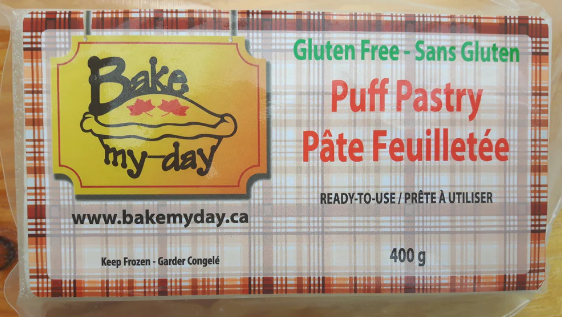 Bake
my day
www.bakemyday.ca
Keep Frozen - Garder Congelé
Gluten Free - Sans Gluten
Puff Pastry
Pâte Feuilletée
READY-TO-USE / PRÊTE À UTILISER
400 g